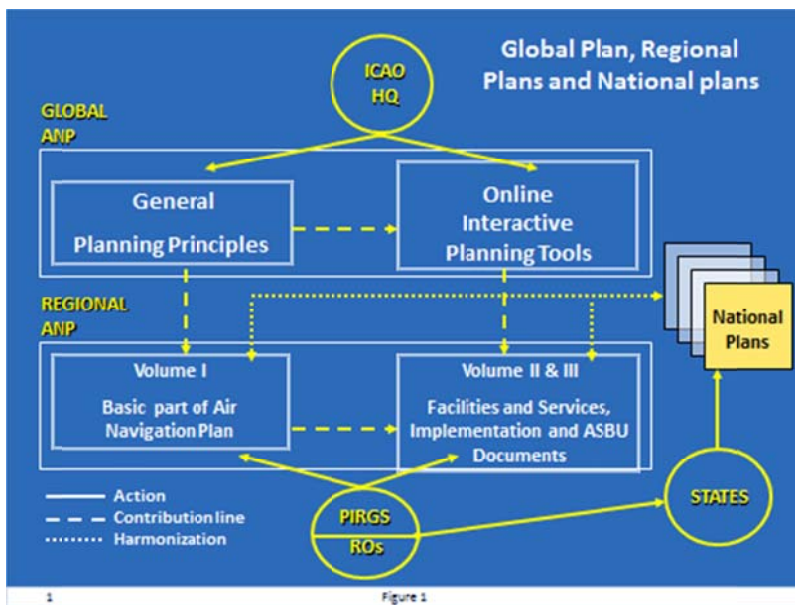 Global Plan, Regional
Plans and National plans
ICAO
HQ
GLOBAL
ANP
General
Planning Principles
Online
Interactive
Planning Tools
REGIONAL
ANP
National
Plans
Volume I
Basic part of Air
Navigation Plan
Volume II & III
Facilities and Services,
Implementation and ASBU
Documents
Action
Contribution line
Harmonization
PIRGS
ROs
STATES
1
Figure 1